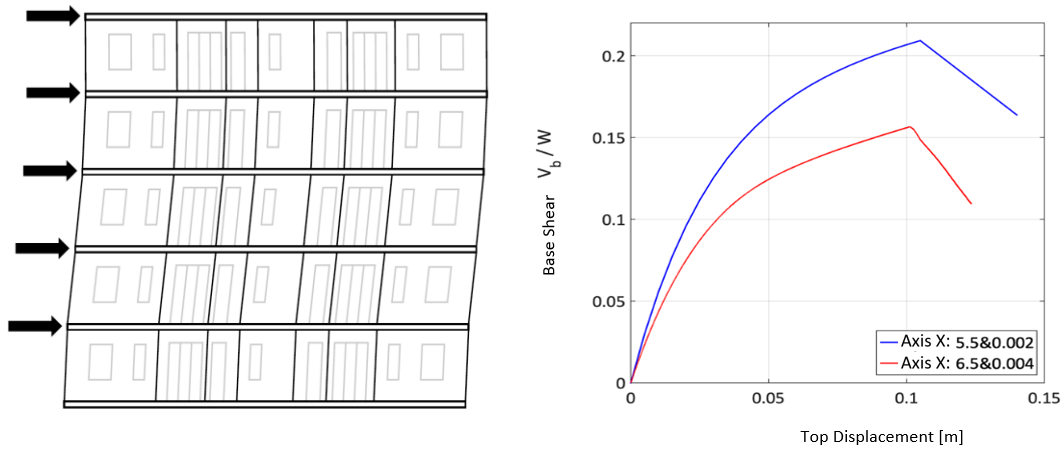 0.2
0.15
0.1
0.05
0
Base Shear V_b / W
0 0.05 0.1 0.15
Top Displacement [m]
Axis X: 5.5&0.002
Axis X: 6.5&0.004